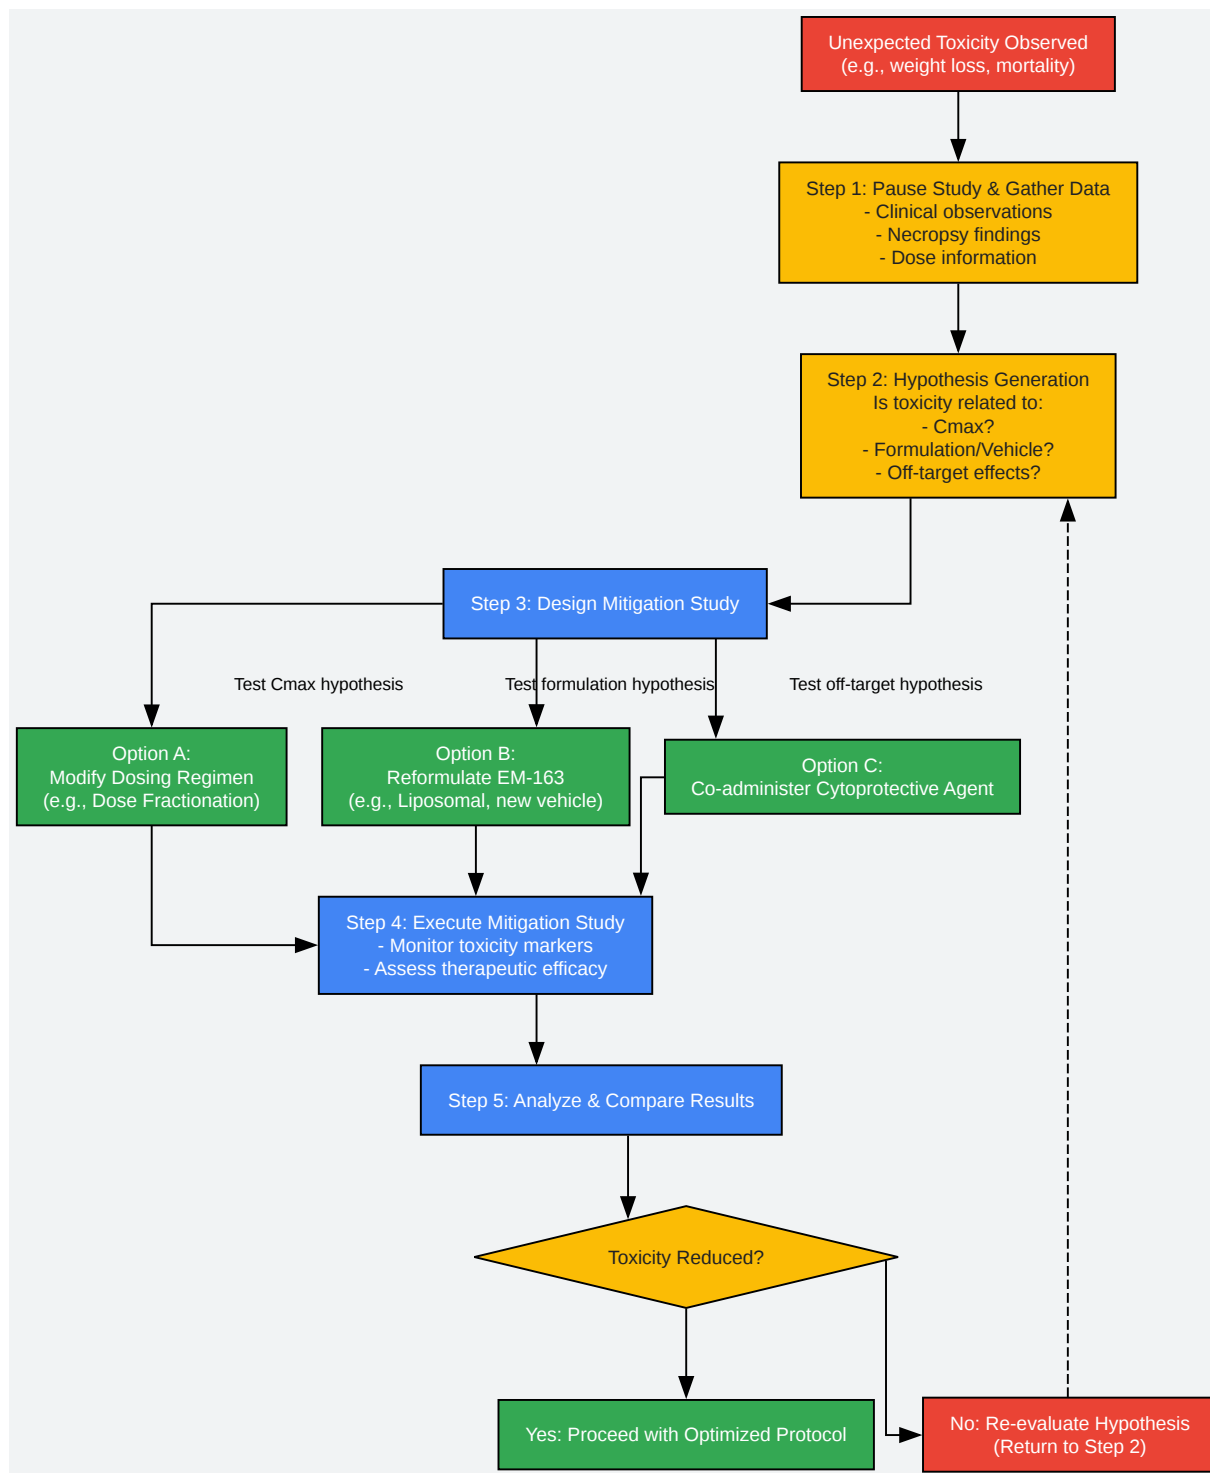 Unexpected Toxicity Observed
(e.g., weight loss, mortality)
Step 1: Pause Study & Gather Data
- Clinical observations
- Necropsy findings
- Dose information
Step 2: Hypothesis Generation
Is toxicity related to:
- Cmax?
- Formulation/Vehicle?
- Off-target effects?
Step 3: Design Mitigation Study
Test Cmax hypothesis
Test formulation hypothesis
Test off-target hypothesis
Option A:
Modify Dosing Regimen
(e.g., Dose Fractionation)
Option B:
Reformulate EM-163
(e.g., Liposomal, new vehicle)
Option C:
Co-administer Cytoprotective Agent
Step 4: Execute Mitigation Study
- Monitor toxicity markers
- Assess therapeutic efficacy
Step 5: Analyze & Compare Results
Toxicity Reduced?
Yes: Proceed with Optimized Protocol
No: Re-evaluate Hypothesis
(Return to Step 2)